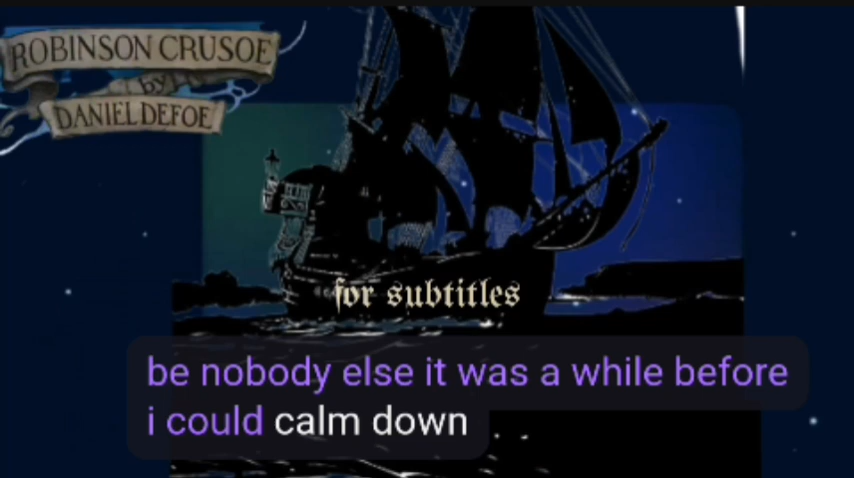 ROBINSON CRUSOE
by
DANIEL DEFOE
for subtitles
be nobody else it was a while before
i could calm down